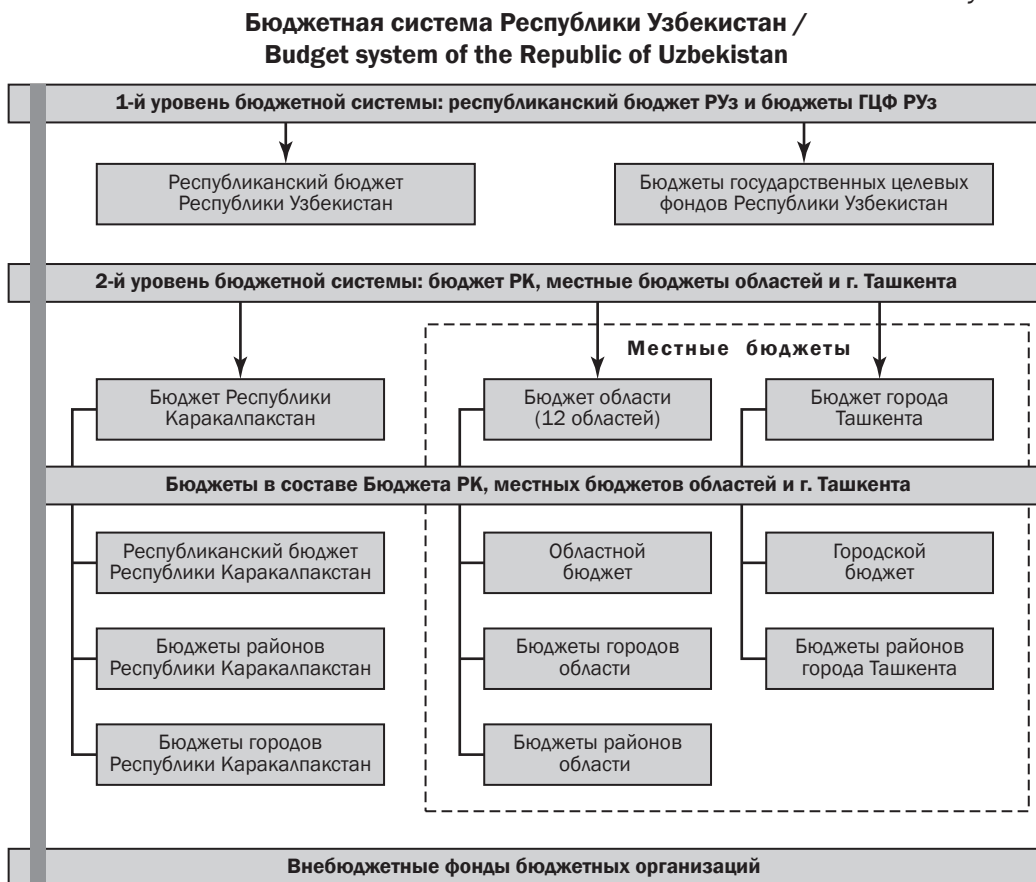 Бюджетная система Республики Узбекистан /
Budget system of the Republic of Uzbekistan
1-й уровень бюджетной системы: республиканский бюджет РУз и бюджеты ГЦФ РУз
Республиканский бюджет
Республики Узбекистан
Бюджеты государственных целевых
фондов Республики Узбекистан
2-й уровень бюджетной системы: бюджет РК, местные бюджеты областей и г. Ташкента
Местные бюджеты
Бюджет Республики
Каракалпакстан
Бюджет области
(12 областей)
Бюджет города
Ташкента
Бюджеты в составе Бюджета РК, местных бюджетов областей и г. Ташкента
Республиканский бюджет
Республики Каракалпакстан
Областной
бюджет
Городской
бюджет
Бюджеты районов
Республики Каракалпакстан
Бюджеты городов
области
Бюджеты районов
города Ташкента
Бюджеты городов
Республики Каракалпакстан
Бюджеты районов
области
Внебюджетные фонды бюджетных организаций